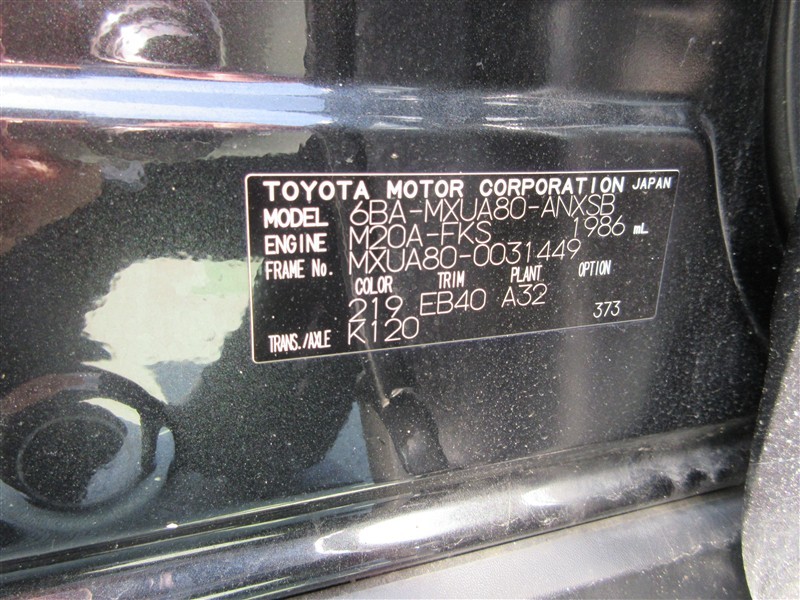 TOYOTA MOTOR CORPORATION JAPAN
MODEL 6BA-MXUA80-ANXSB
ENGINE M20A-FKS 1986 mL
FRAME No. MXUA80-0031449
COLOR TRIM PLANT OPTION
219 EB40 A32 373
TRANS./AXLE K120